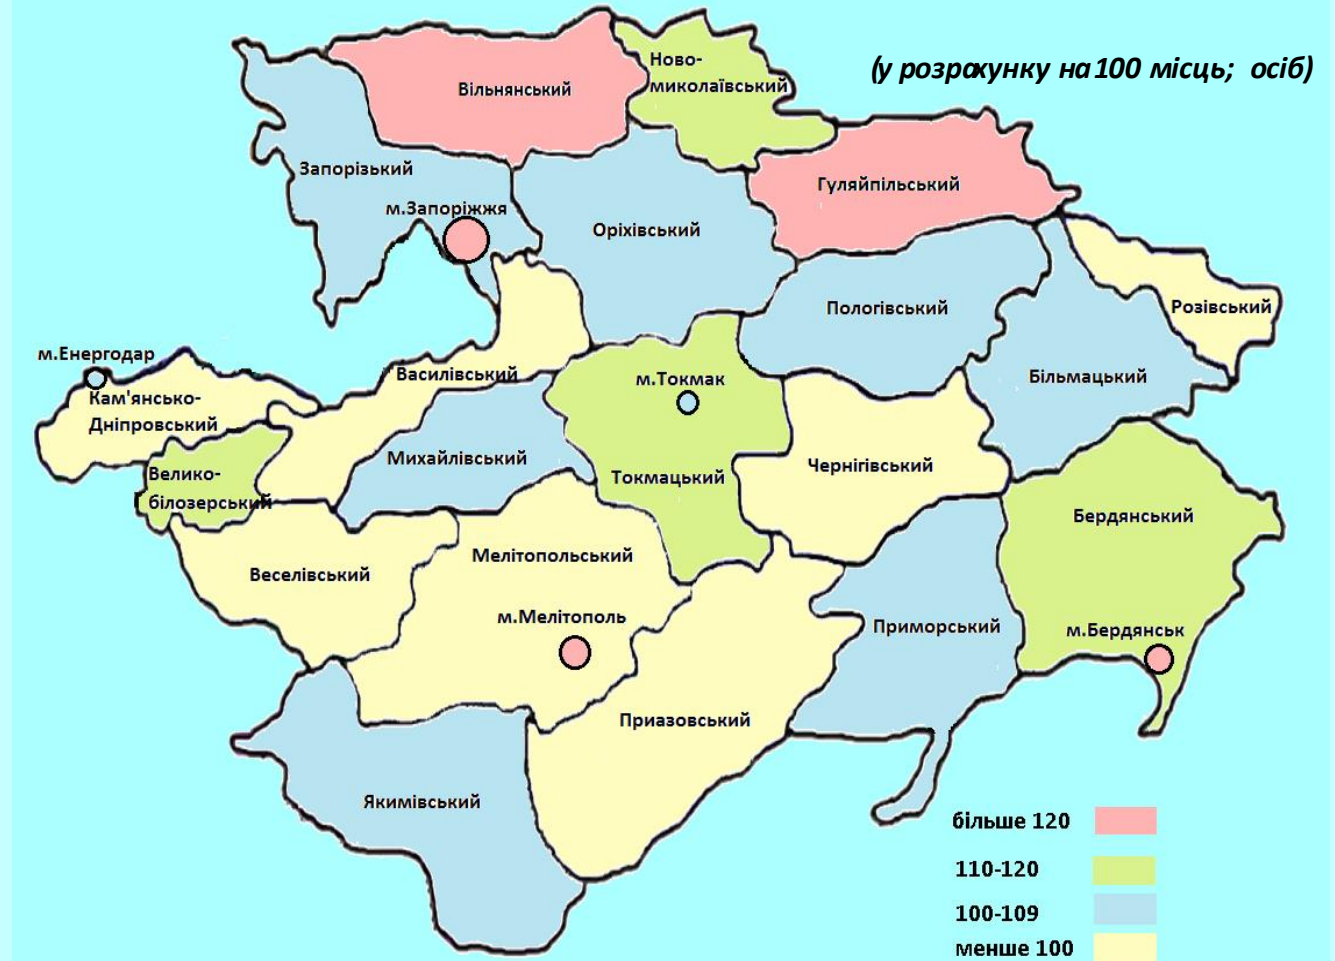 (у розрахунку на 100 місць; осіб)
Ново-
миколаївський
Вільнянський
Запорізький
Гуляйпільський
м.Запоріжжя
Оріхівський
Пологівський
Розівський
м.Енергодар
Василівський
м.Токмак
Більмацький
Кам'янсько-
Дніпровський
Михайлівський
Чернігівський
Велико-
білозерський
Токмацький
Бердянський
Мелітопольський
Веселівський
м.Мелітополь
Приморський
м.Бердянськ
Приазовський
Якимівський
більше 120
110-120
100-109
менше 100